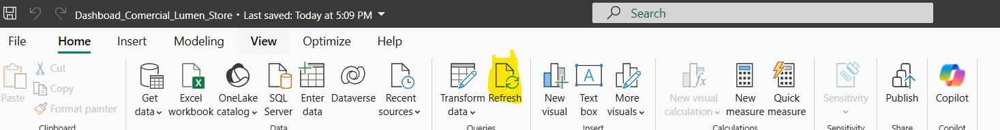 Dashboad_Comercial_Lumen_Store • Last saved: Today at 5:09 PM
Search
File Home Insert Modeling View Optimize Help
Paste
Cut
Copy
Format painter
Clipboard
Get data
Excel workbook
OneLake catalog
SQL Server
Enter data
Dataverse
Recent sources
Data
Transform data
Refresh
Queries
New visual
Text box
More visuals
Insert
New visual calculation
New measure
Quick measure
Calculations
Sensitivity
Sensitivity
Publish
Share
Copilot
Copilot